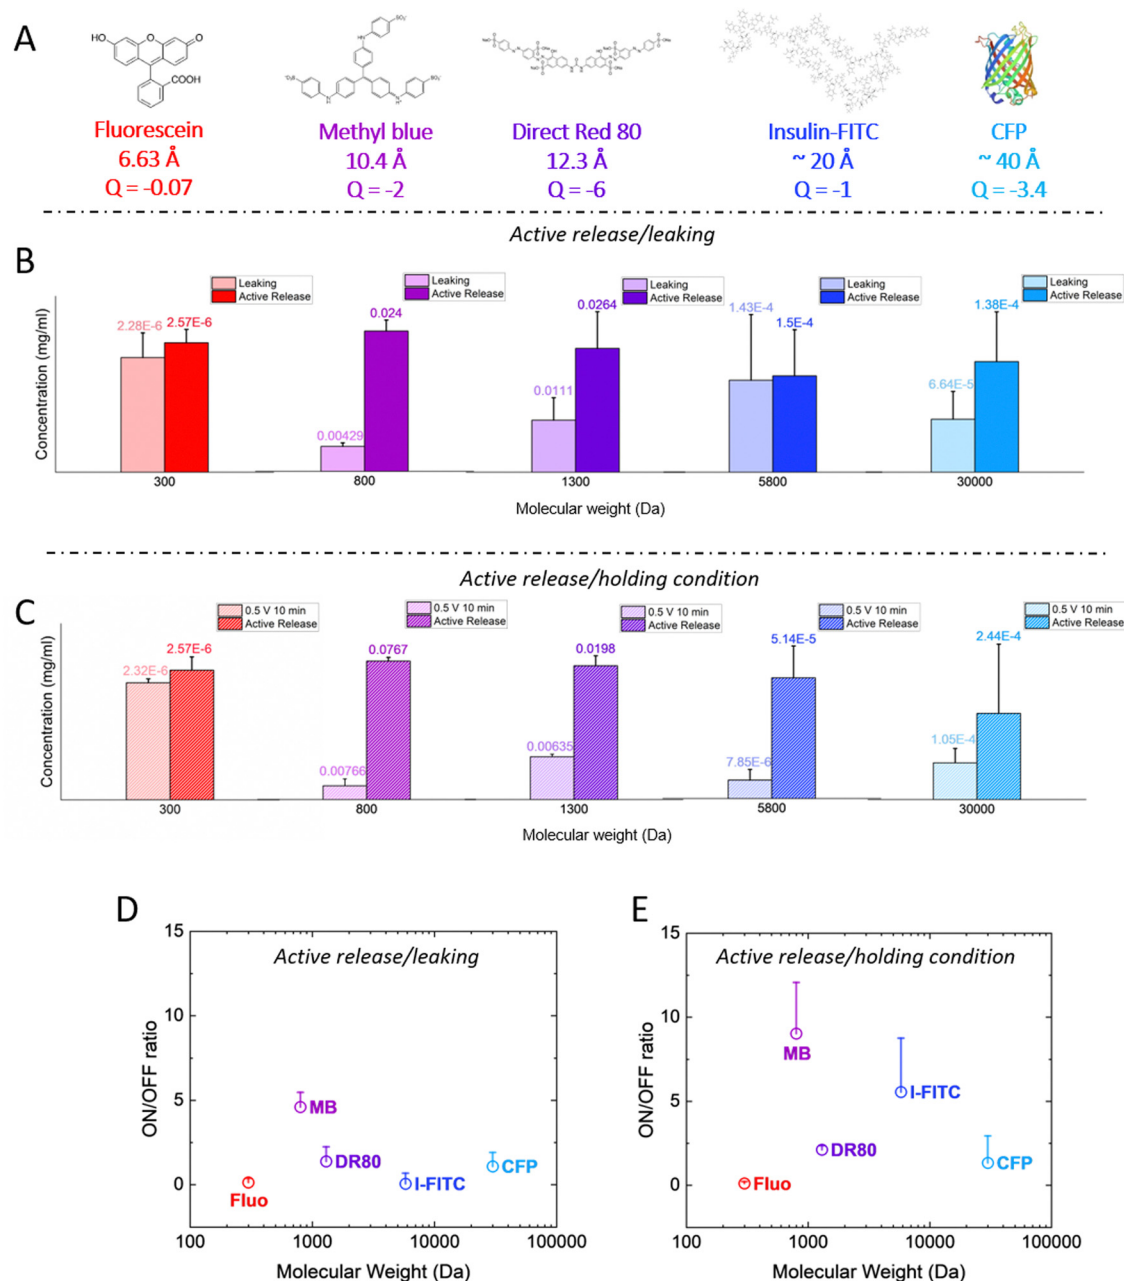 A
HO
O
O
COOH
Fluorescein
6.63 Å
Q = -0.07
Methyl blue
10.4 Å
Q = -2
Direct Red 80
12.3 Å
Q = -6
Insulin-FITC
~ 20 Å
Q = -1
CFP
~ 40 Å
Q = -3.4
Active release/leaking
B
Leaking
Active Release
Leaking
Active Release
Leaking
Active Release
Leaking
Active Release
Leaking
Active Release
Concentration (mg/ml)
2.28E-6
2.57E-6
0.00429
0.024
0.0111
0.0264
1.43E-4
1.5E-4
6.64E-5
1.38E-4
300
800
1300
5800
30000
Molecular weight (Da)
Active release/holding condition
C
0.5 V 10 min
Active Release
0.5 V 10 min
Active Release
0.5 V 10 min
Active Release
0.5 V 10 min
Active Release
0.5 V 10 min
Active Release
Concentration (mg/ml)
2.32E-6
2.57E-6
0.00766
0.0767
0.00635
0.0198
7.85E-6
5.14E-5
1.05E-4
2.44E-4
300
800
1300
5800
30000
Molecular weight (Da)
D
Active release/leaking
ON/OFF ratio
15
10
5
0
MB
DR80
I-FITC
CFP
Fluo
100
1000
10000
100000
Molecular Weight (Da)
E
Active release/holding condition
ON/OFF ratio
15
10
5
0
MB
I-FITC
DR80
CFP
Fluo
100
1000
10000
100000
Molecular Weight (Da)